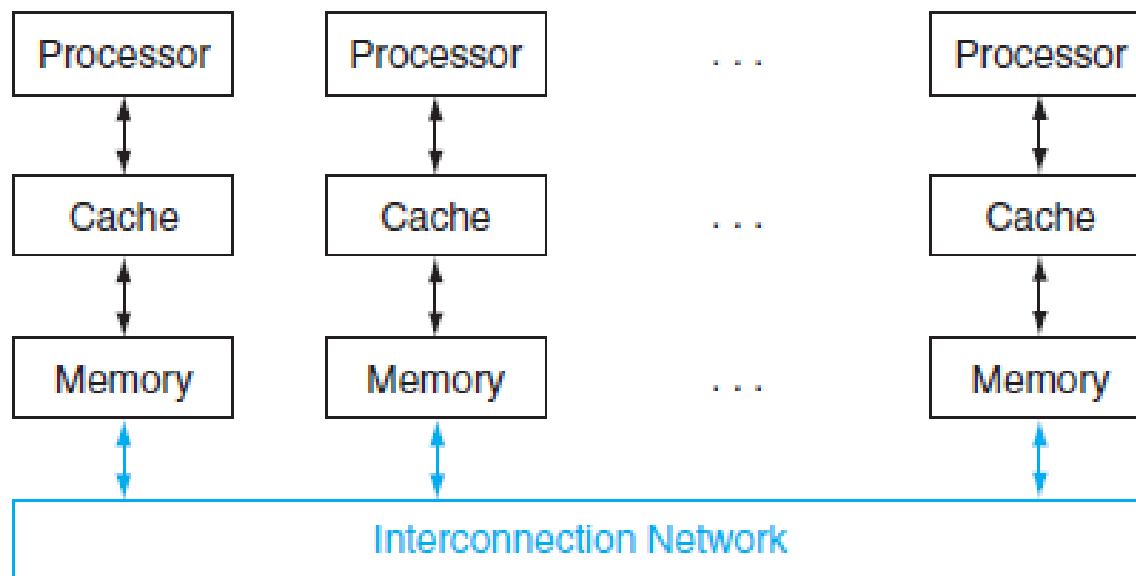 Processor Processor . . . Processor
Cache Cache . . . Cache
Memory Memory . . . Memory
Interconnection Network